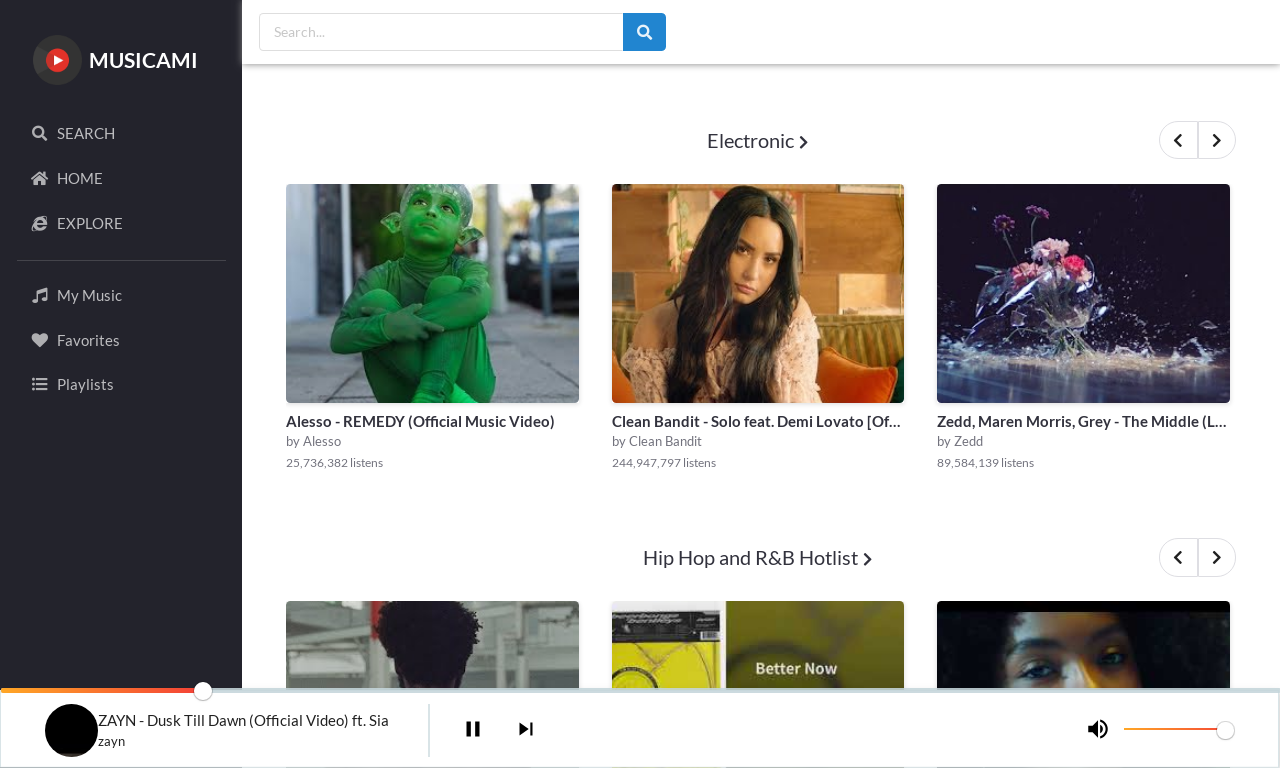 MUSICAMI
SEARCH
HOME
EXPLORE
My Music
Favorites
Playlists
Search...
Electronic
Alesso - REMEDY (Official Music Video)
by Alesso
25,736,382 listens
Clean Bandit - Solo feat. Demi Lovato [Of...
by Clean Bandit
244,947,797 listens
Zedd, Maren Morris, Grey - The Middle (L...
by Zedd
89,584,139 listens
Hip Hop and R&B Hotlist
Better Now
ZAYN - Dusk Till Dawn (Official Video) ft. Sia
zayn